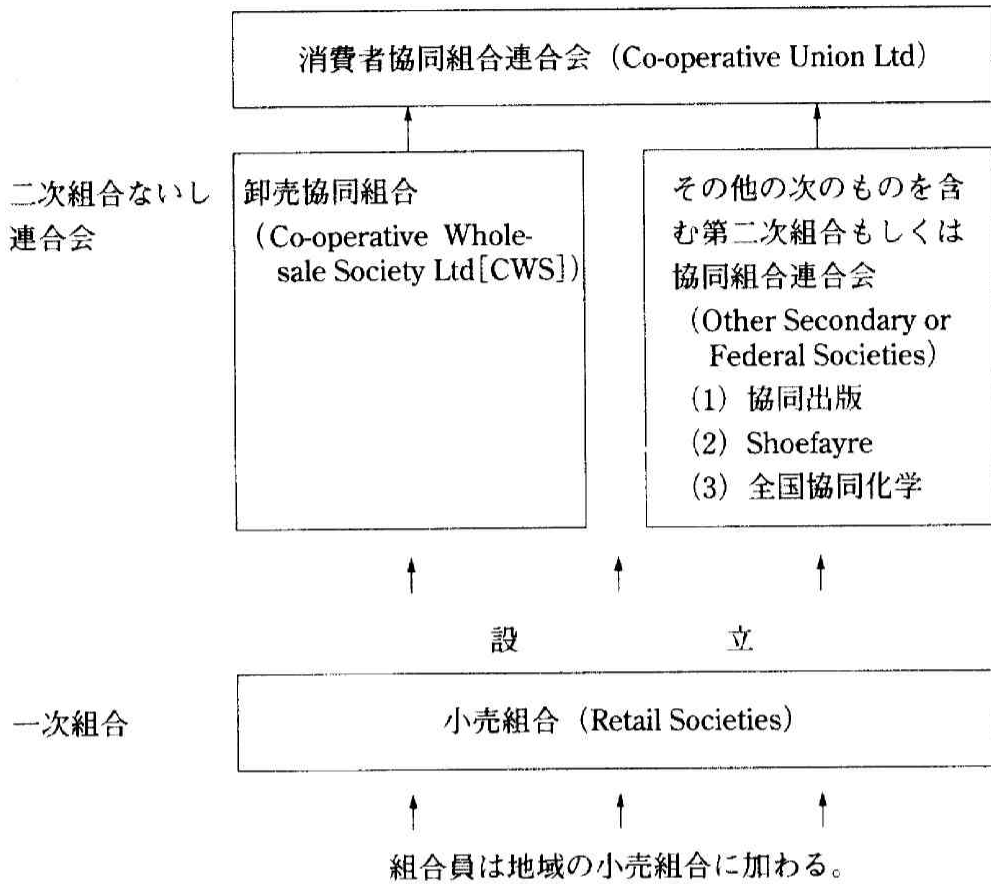 消費者協同組合連合会（Co-operative Union Ltd）
二次組合ないし
連合会
卸売協同組合
（Co-operative Whole-
sale Society Ltd[CWS]）
その他の次のものを含
む第二次組合もしくは
協同組合連合会
（Other Secondary or
Federal Societies）
(1) 協同出版
(2) Shoefayre
(3) 全国協同化学
設　立
一次組合
小売組合（Retail Societies）
組合員は地域の小売組合に加わる。